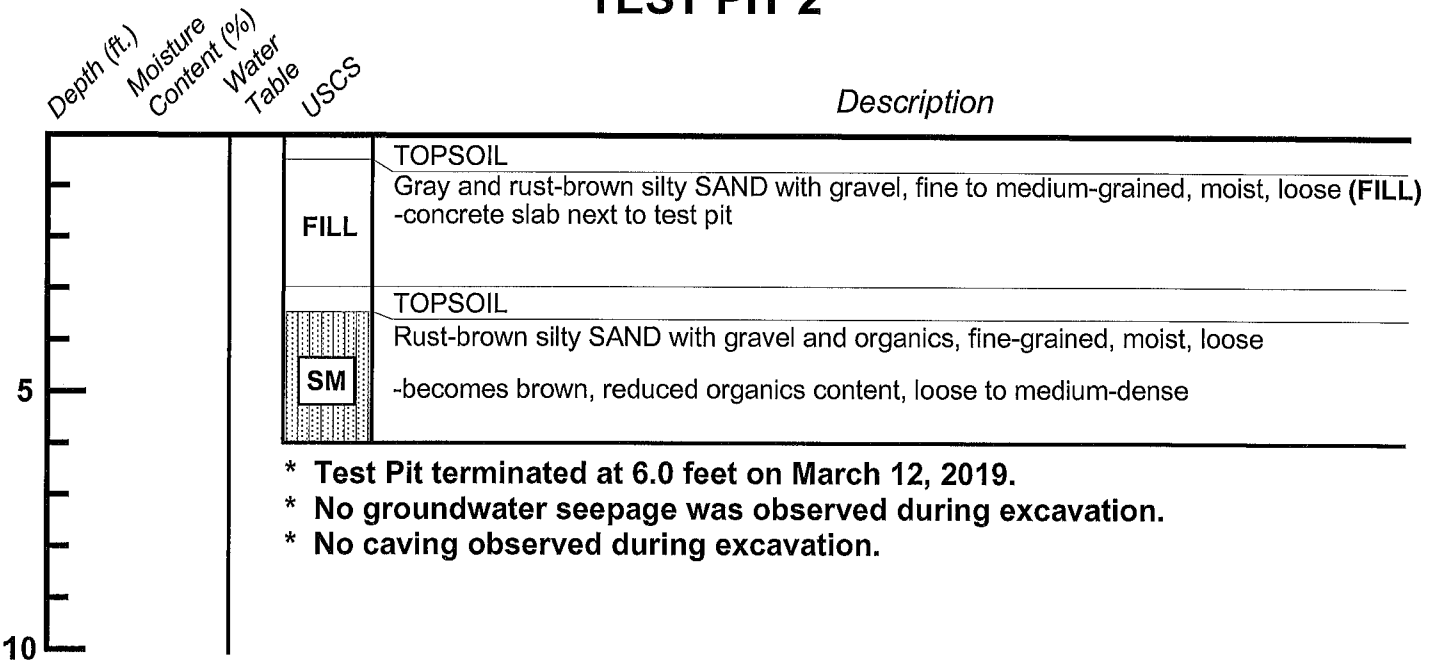 TEST PIT 2
Depth (ft.)
Moisture
Content (%)
Water
Table
USCS
Description
TOPSOIL
Gray and rust-brown silty SAND with gravel, fine to medium-grained, moist, loose (FILL)
-concrete slab next to test pit
FILL
TOPSOIL
Rust-brown silty SAND with gravel and organics, fine-grained, moist, loose
SM
5
-becomes brown, reduced organics content, loose to medium-dense
* Test Pit terminated at 6.0 feet on March 12, 2019.
* No groundwater seepage was observed during excavation.
* No caving observed during excavation.
10